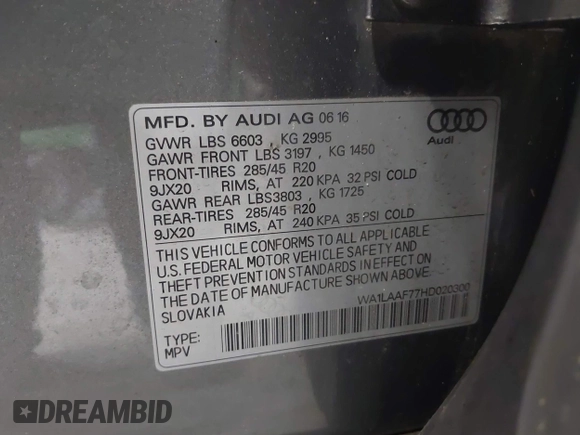 MFD. BY AUDI AG 06 16
GVWR LBS 6603 , KG 2995
GAWR FRONT LBS 3197 , KG 1450
FRONT-TIRES 285/45 R20
9JX20 RIMS, AT 220 KPA 32 PSI COLD
GAWR REAR LBS3803 , KG 1725
REAR-TIRES 285/45 R20
9JX20 RIMS, AT 240 KPA 35 PSI COLD
THIS VEHICLE CONFORMS TO ALL APPLICABLE
U.S. FEDERAL MOTOR VEHICLE SAFETY AND
THEFT PREVENTION STANDARDS IN EFFECT ON
THE DATE OF MANUFACTURE SHOWN ABOVE
SLOVAKIA
TYPE:
MPV
Audi
WA1LAAF77HD020300
DREAMBID